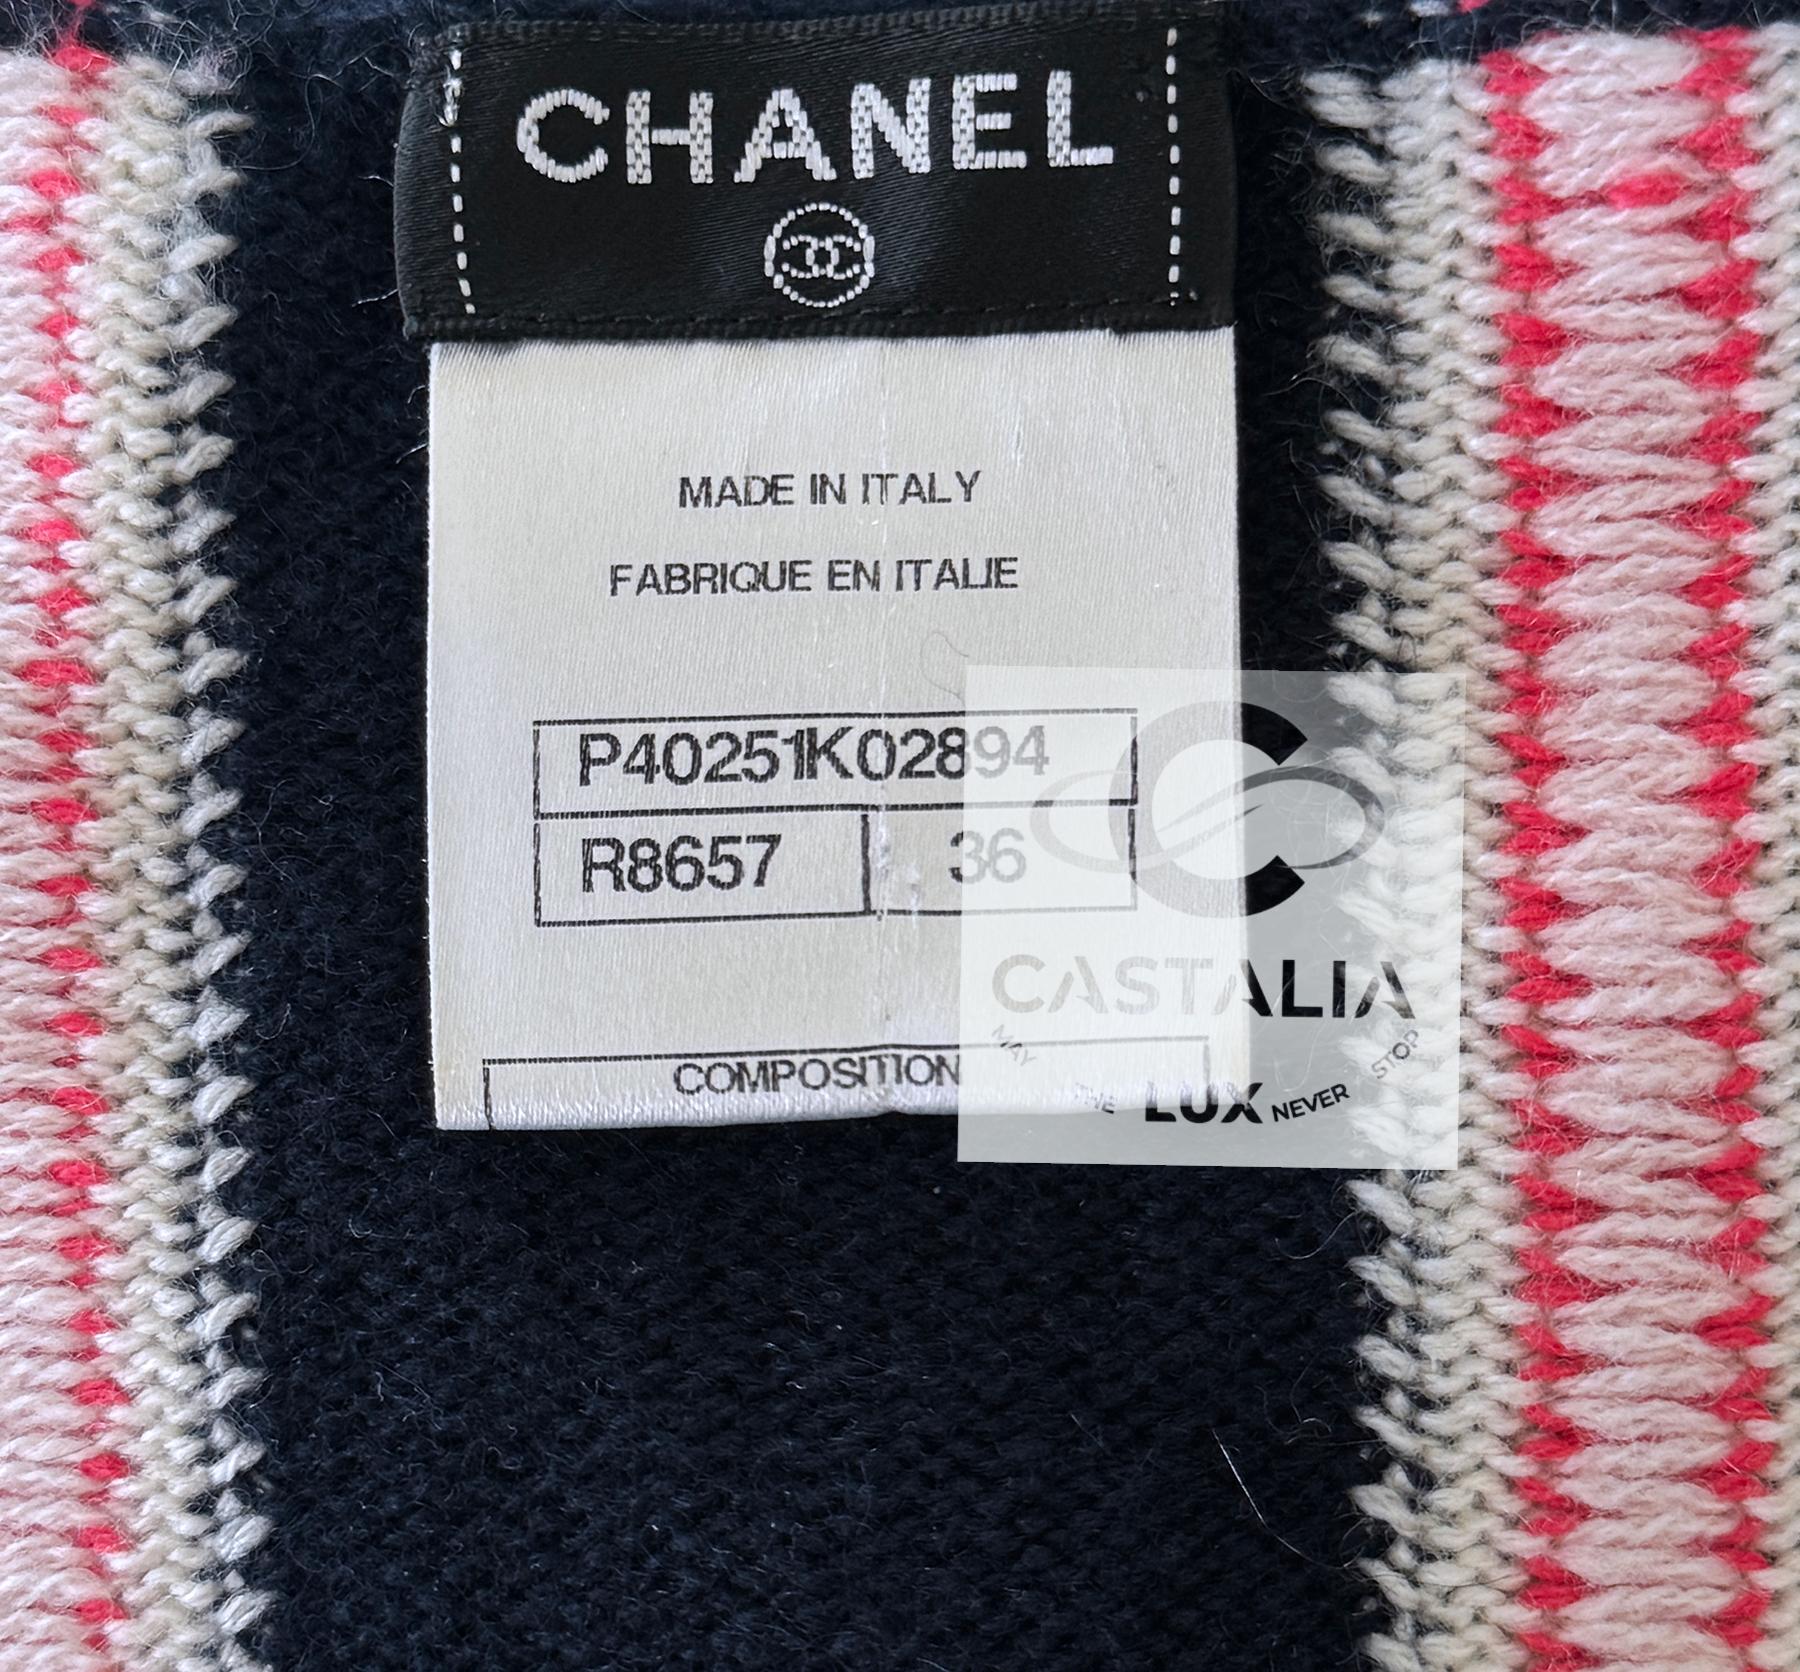 CHANEL
MADE IN ITALY
FABRIQUE EN ITALIE
P40251K02894
R8657 36
COMPOSITION
CASTALIA
MAY THE LUX NEVER STOP